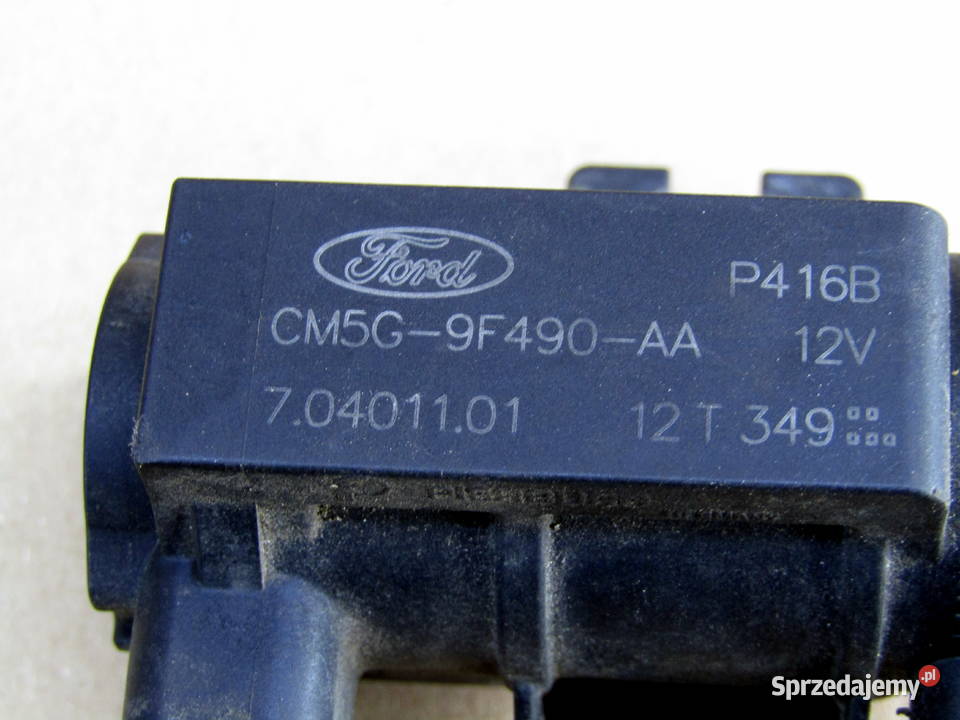 Ford
P416B
CM5G-9F490-AA 12V
7.04011.01 12 T 349
Sprzedajemy.pl